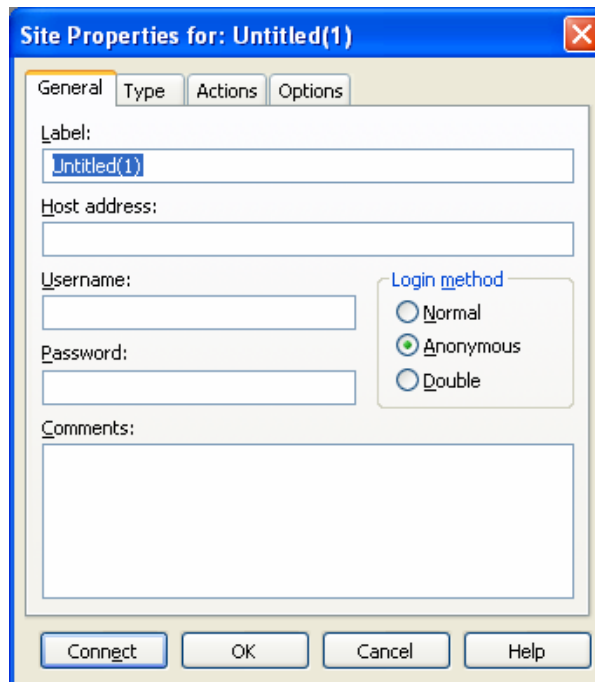 Site Properties for: Untitled(1)
General Type Actions Options
Label:
Untitled(1)
Host address:
Username:
Login method
Normal
Password:
Anonymous
Double
Comments:
Connect OK Cancel Help